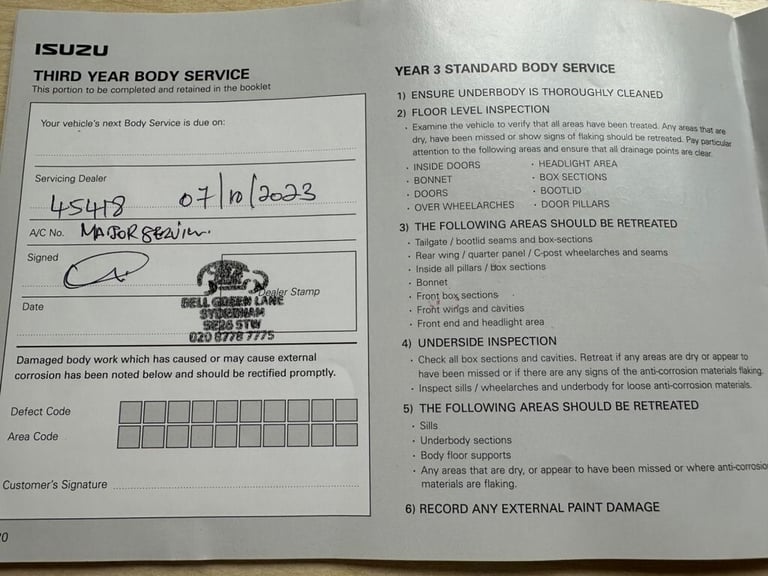 ISUZU
THIRD YEAR BODY SERVICE
This portion to be completed and retained in the booklet
Your vehicle's next Body Service is due on:
Servicing Dealer
45418 07/10/2023
A/C No. MAJOR SERVICE.
Signed
Dealer Stamp
BELL GREEN LANE
Date
SYDENHAM
SE26 5TW
020 8778 7775
Damaged body work which has caused or may cause external
corrosion has been noted below and should be rectified promptly.
Defect Code
Area Code
Customer's Signature
YEAR 3 STANDARD BODY SERVICE
1) ENSURE UNDERBODY IS THOROUGHLY CLEANED
2) FLOOR LEVEL INSPECTION
· Examine the vehicle to verify that all areas have been treated. Any areas that are
dry, have been missed or show signs of flaking should be retreated. Pay particular
attention to the following areas and ensure that all drainage points are clear.
· INSIDE DOORS · HEADLIGHT AREA
· BONNET · BOX SECTIONS
· DOORS · BOOTLID
· OVER WHEELARCHES · DOOR PILLARS
3) THE FOLLOWING AREAS SHOULD BE RETREATED
· Tailgate / bootlid seams and box-sections
· Rear wing / quarter panel / C-post wheelarches and seams
· Inside all pillars / box sections
· Bonnet
· Front box sections
· Front wings and cavities
· Front end and headlight area
4) UNDERSIDE INSPECTION
· Check all box sections and cavities. Retreat if any areas are dry or appear to
have been missed or if there are any signs of the anti-corrosion materials flaking.
· Inspect sills / wheelarches and underbody for loose anti-corrosion materials.
5) THE FOLLOWING AREAS SHOULD BE RETREATED
· Sills
· Underbody sections
· Body floor supports
· Any areas that are dry, or appear to have been missed or where anti-corrosio
materials are flaking.
6) RECORD ANY EXTERNAL PAINT DAMAGE